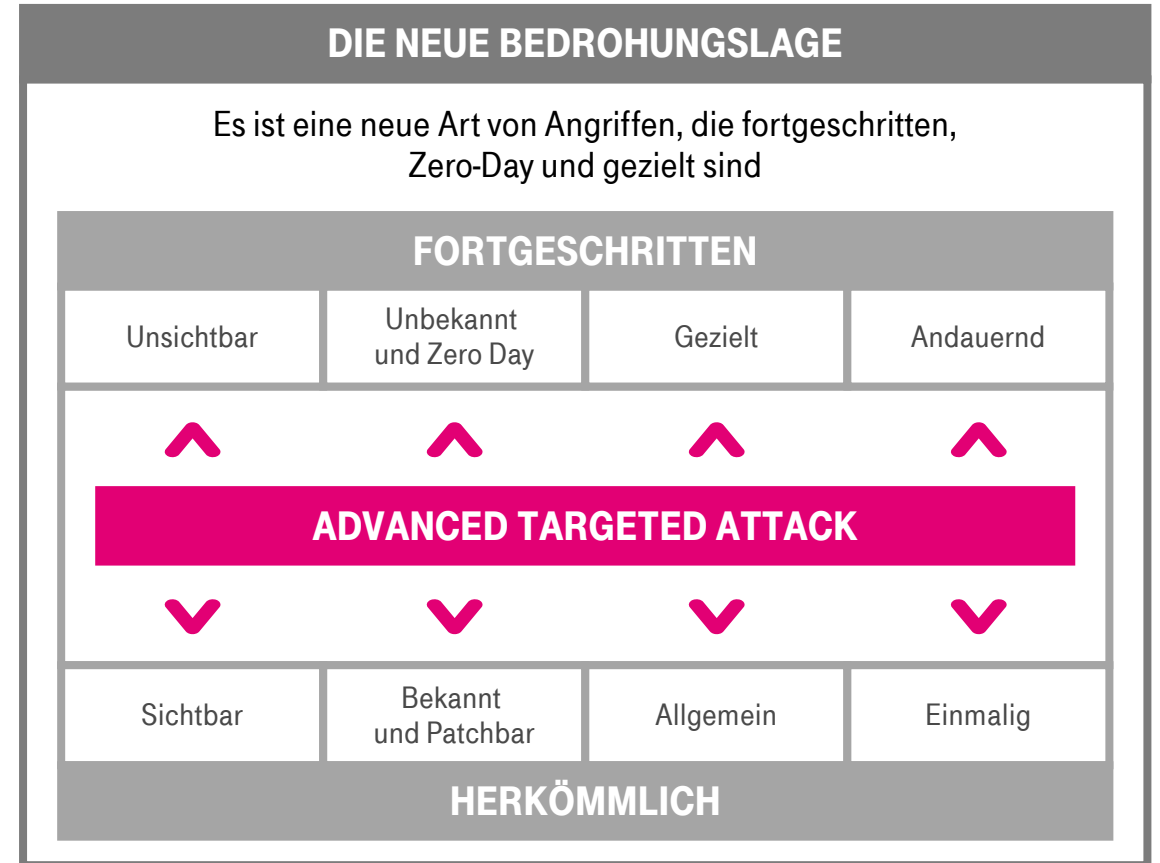 DIE NEUE BEDROHUNGSLAGE
Es ist eine neue Art von Angriffen, die fortgeschritten,
Zero-Day und gezielt sind
FORTGESCHRITTEN
Unsichtbar
Unbekannt
und Zero Day
Gezielt
Andauernd
ADVANCED TARGETED ATTACK
Sichtbar
Bekannt
und Patchbar
Allgemein
Einmalig
HERKÖMMLICH